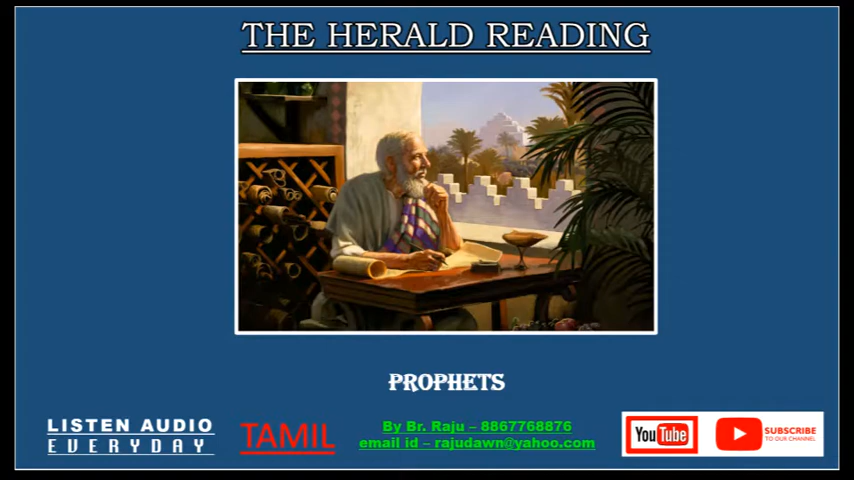 THE HERALD READING
PROPHETS
LISTEN AUDIO
EVERYDAY
TAMIL
By Br. Raju – 8867768876
email id – rajudawn@yahoo.com
YouTube
SUBSCRIBE
TO OUR CHANNEL